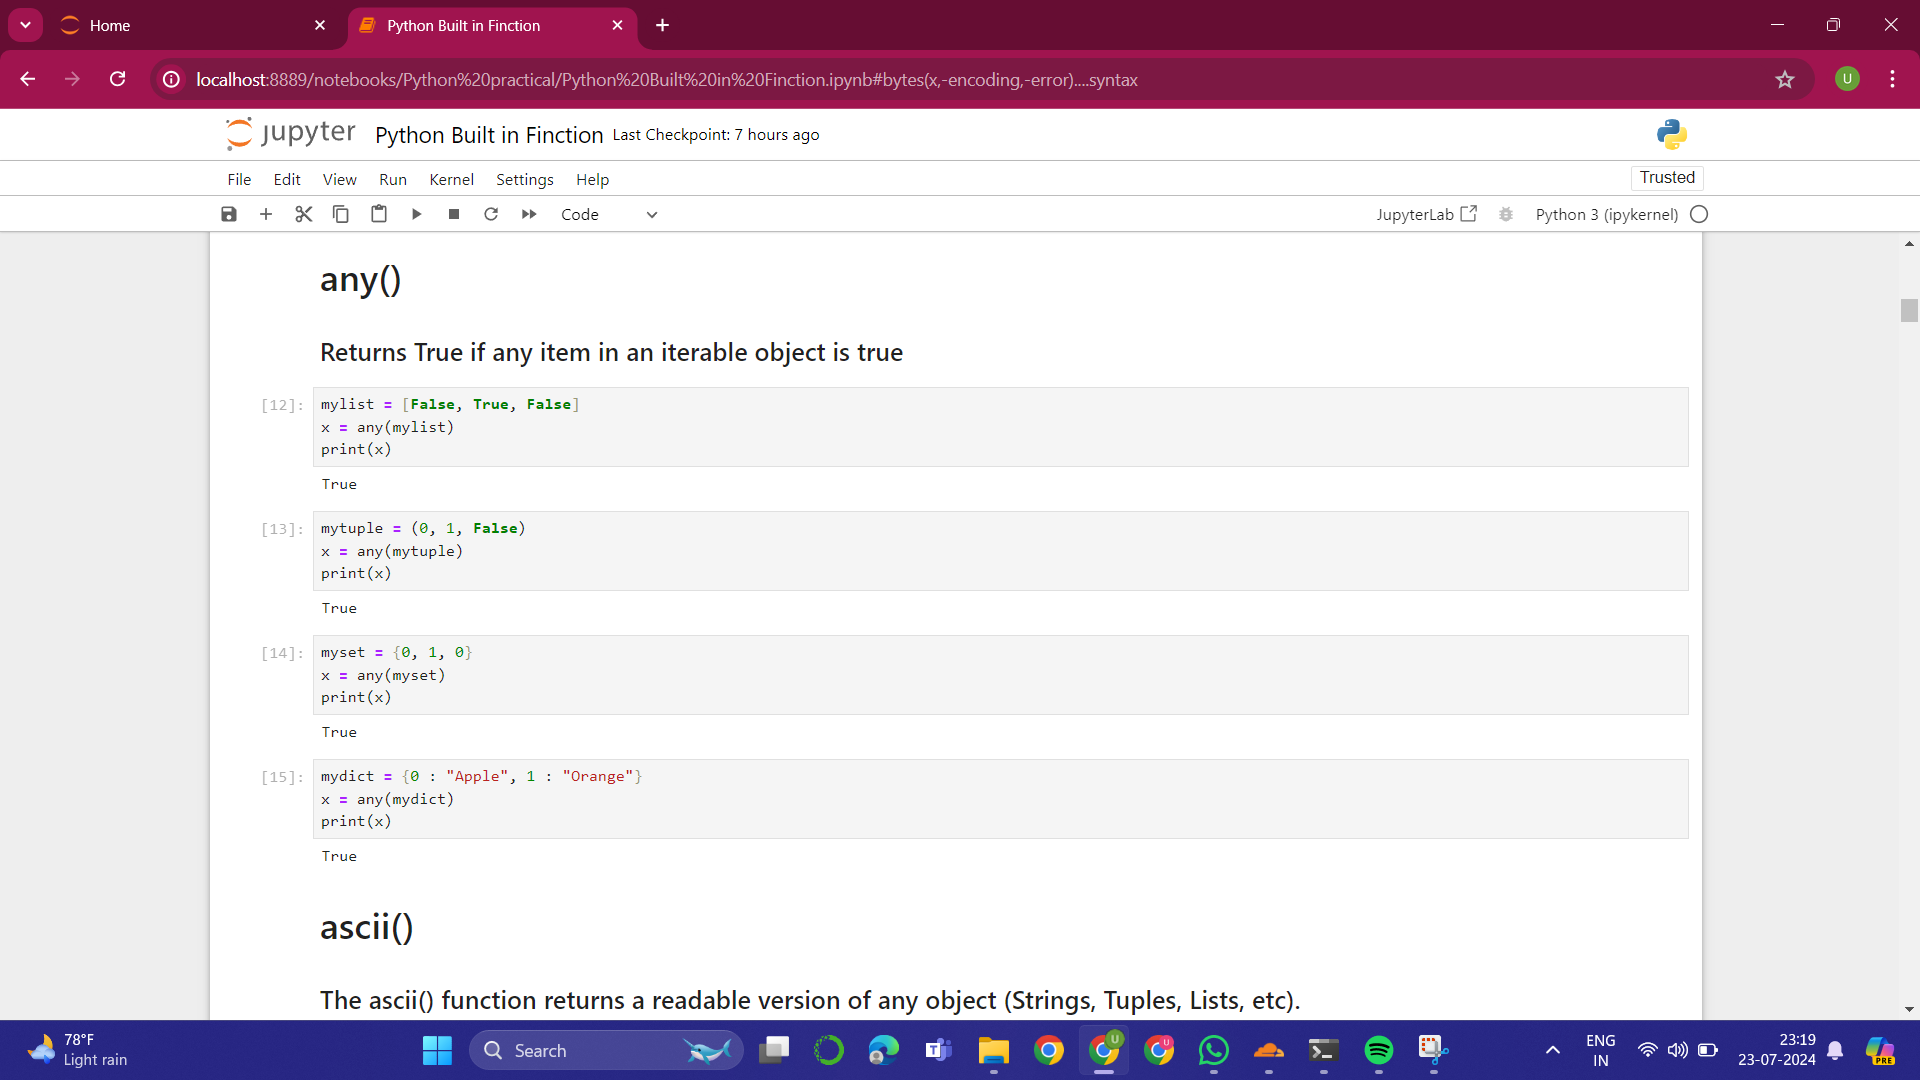 Home
Python Built in Finction
localhost:8889/notebooks/Python%20practical/Python%20Built%20in%20Finction.ipynb#bytes(x,-encoding,-error)....syntax
U
jupyter Python Built in Finction Last Checkpoint: 7 hours ago
File Edit View Run Kernel Settings Help
Trusted
Code
JupyterLab
Python 3 (ipykernel)
any()
Returns True if any item in an iterable object is true
[12]: mylist = [False, True, False]
x = any(mylist)
print(x)
True
[13]: mytuple = (0, 1, False)
x = any(mytuple)
print(x)
True
[14]: myset = {0, 1, 0}
x = any(myset)
print(x)
True
[15]: mydict = {0 : "Apple", 1 : "Orange"}
x = any(mydict)
print(x)
True
ascii()
The ascii() function returns a readable version of any object (Strings, Tuples, Lists, etc).
78°F
Light rain
Search
U
U
ENG
IN
23:19
23-07-2024
PRE